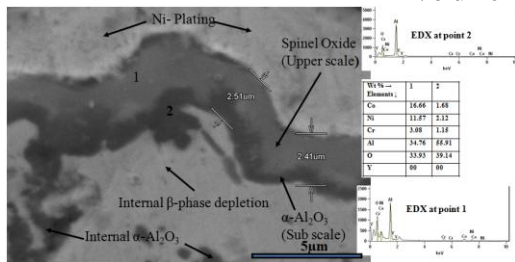 Ni- Plating
EDX at point 2
1
Spinel Oxide
(Upper scale)
2.51um
2
2.41um
Internal β-phase depletion
α-Al2O3
(Sub scale)
Internal α-Al2O3
5µm
Wt % → 1 2
Elements ;
Co 16.66 1.68
Ni 11.57 2.12
Cr 3.08 1.15
Al 34.76 55.91
O 33.93 39.14
Y 00 00
EDX at point 1